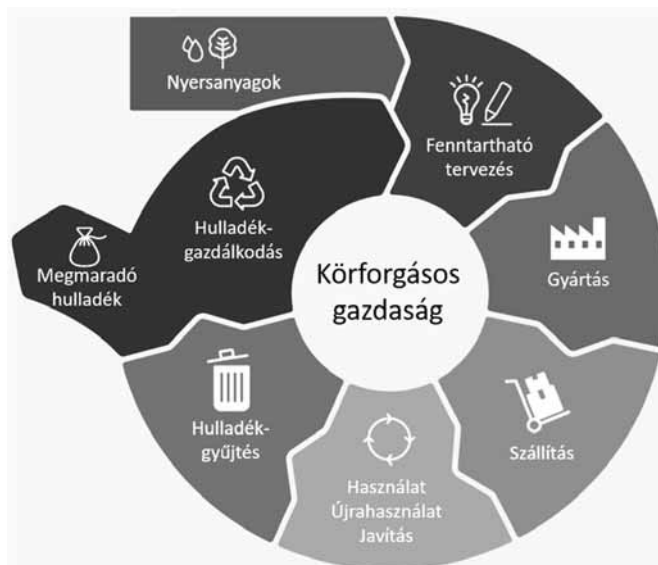 Nyersanyagok
Fenntartható
tervezés
Gyártás
Szállítás
Használat
Újrahasználat
Javítás
Hulladék-
gyűjtés
Hulladék-
gazdálkodás
Megmaradó
hulladék
Körforgásos
gazdaság